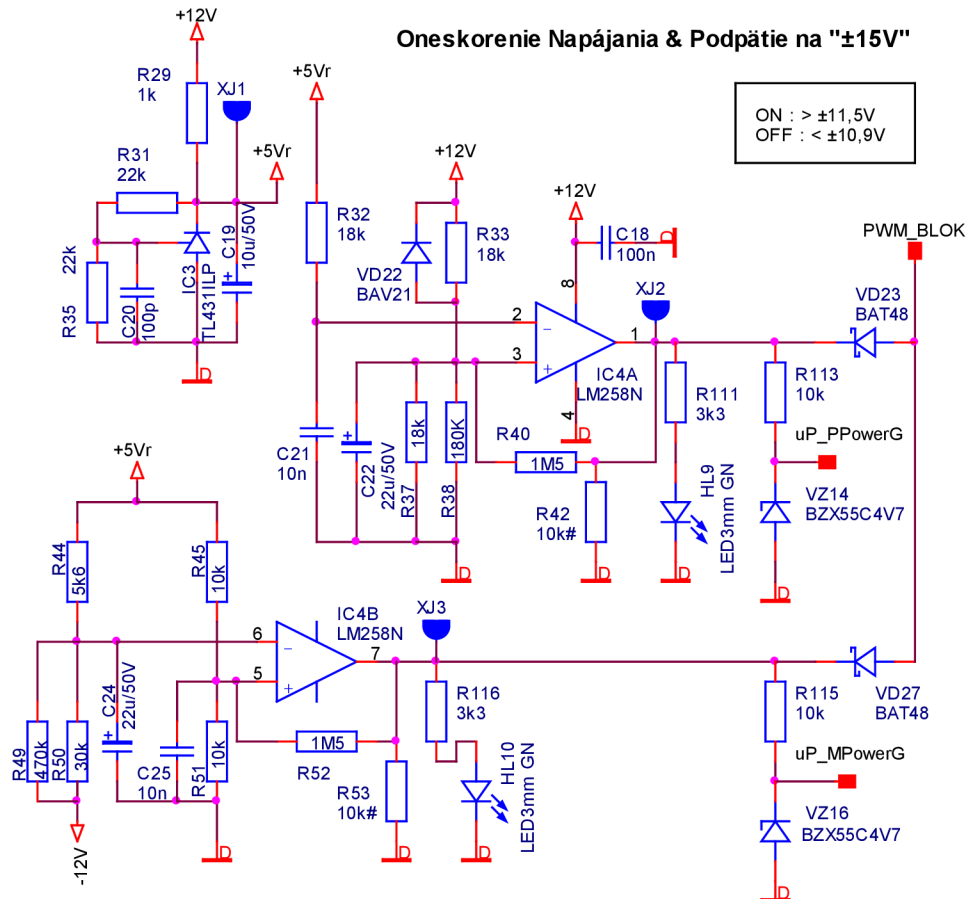 Oneskorenie Napájania & Podpätie na "±15V"
ON : > ±11,5V
OFF : < ±10,9V
+12V
R29
1k
XJ1
+5Vr
R31
22k
22k
R35
C20
100p
IC3
TL431ILP
C19
10u/50V
D
+5Vr
R32
18k
+12V
R33
18k
VD22
BAV21
+12V
C18
100n
D
8
2
3
1
4
IC4A
LM258N
D
XJ2
C21
10n
C22
22u/50V
18k
R37
180K
R38
D
R40
1M5
R42
10k#
D
R111
3k3
HL9
LED3mm GN
D
R113
10k
uP_PPowerG
VZ14
BZX55C4V7
D
PWM_BLOK
VD23
BAT48
+5Vr
R44
5k6
R45
10k
R49
470k
R50
30k
-12V
C24
22u/50V
C25
10n
R51
10k
D
6
5
7
IC4B
LM258N
XJ3
1M5
R52
R53
10k#
D
R116
3k3
HL10
LED3mm GN
D
R115
10k
uP_MPowerG
VZ16
BZX55C4V7
D
VD27
BAT48